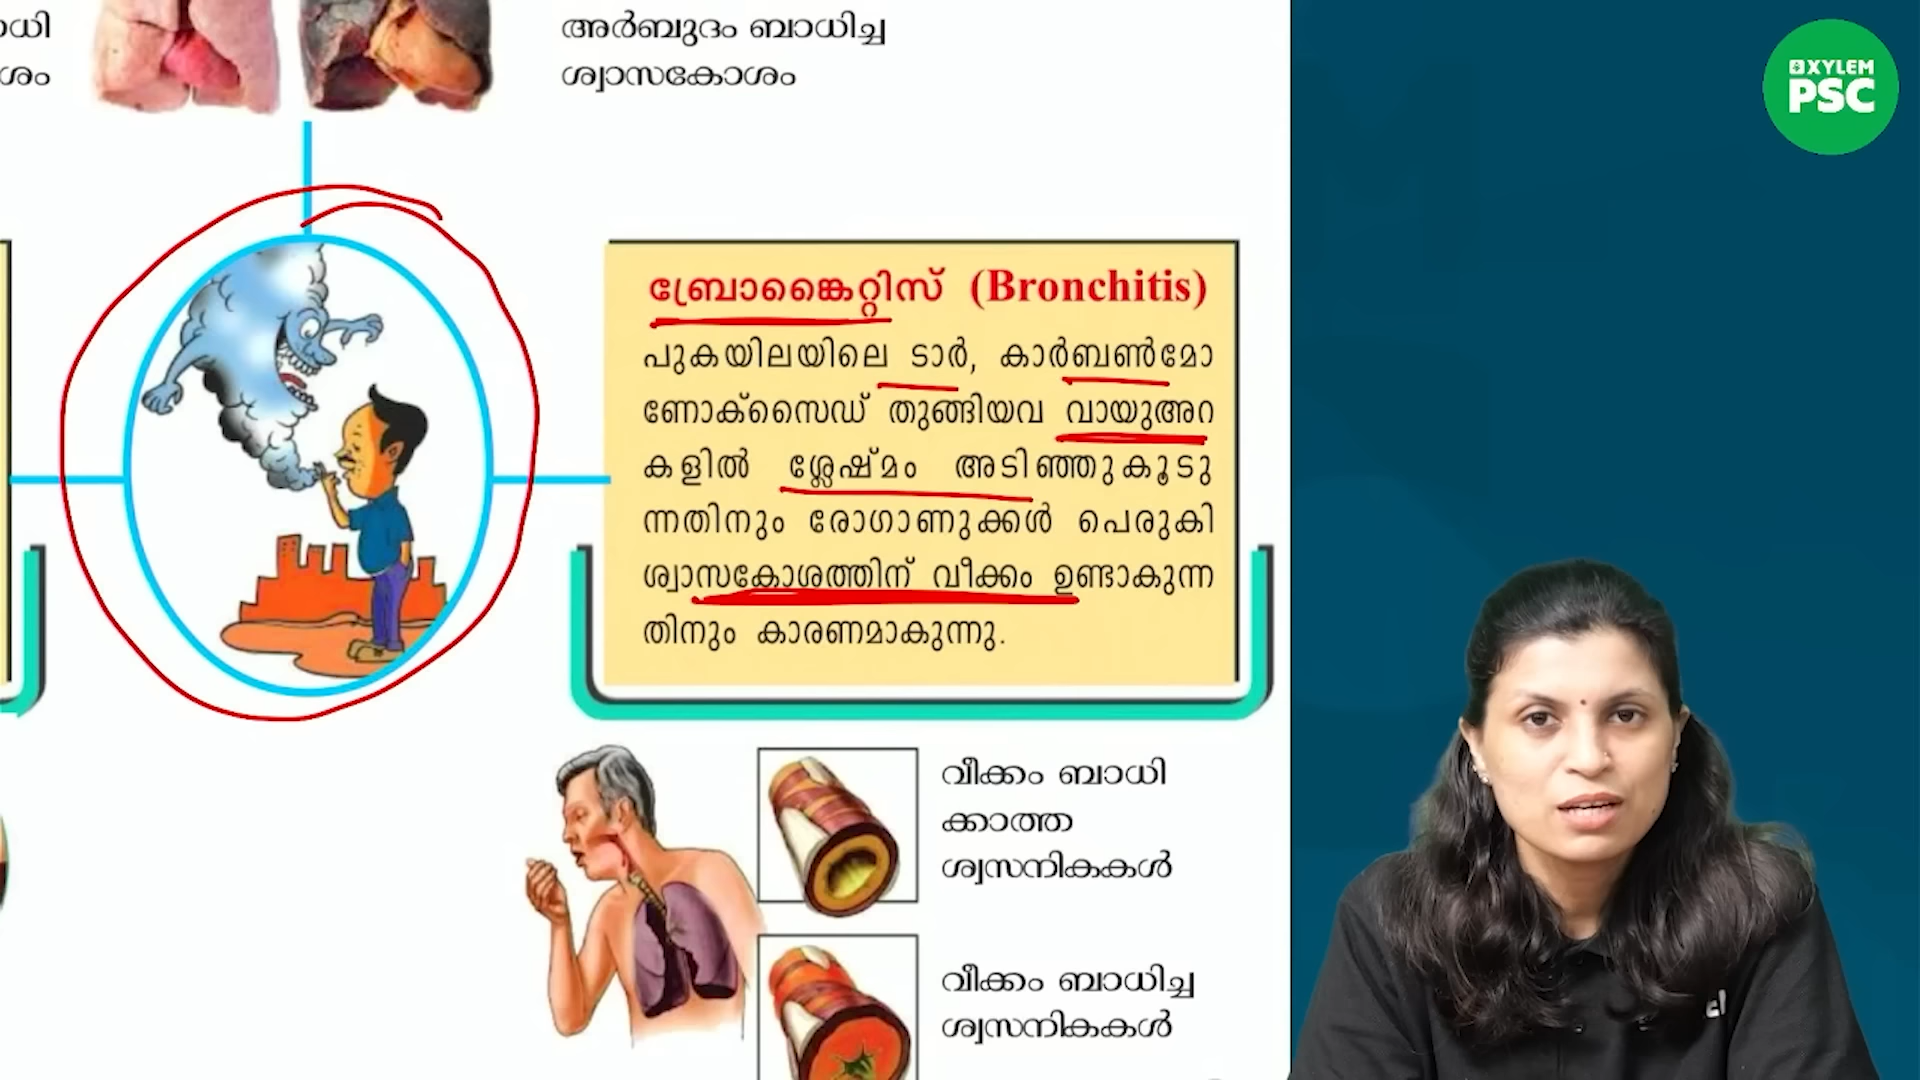 അർബുദം ബാധിച്ച
ശ്വാസകോശം
XYLEM
PSC
ബ്രോങ്കൈറ്റിസ് (Bronchitis)
പുകയിലയിലെ ടാർ, കാർബൺമോ
ണോക്സൈഡ് തുങ്ങിയവ വായുഅറ
കളിൽ ശ്ലേഷ്മം അടിഞ്ഞുകൂടു
ന്നതിനും രോഗാണുക്കൾ പെരുകി
ശ്വാസകോശത്തിന് വീക്കം ഉണ്ടാകുന്ന
തിനും കാരണമാകുന്നു.
വീക്കം ബാധി
ക്കാത്ത
ശ്വസനികകൾ
വീക്കം ബാധിച്ച
ശ്വസനികകൾ